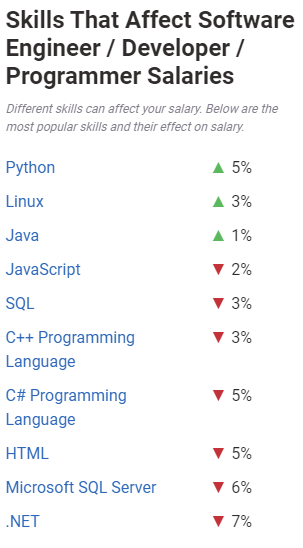 Skills That Affect Software
Engineer / Developer /
Programmer Salaries
Different skills can affect your salary. Below are the
most popular skills and their effect on salary.
Python ▲ 5%
Linux ▲ 3%
Java ▲ 1%
JavaScript ▼ 2%
SQL ▼ 3%
C++ Programming ▼ 3%
Language
C# Programming ▼ 5%
Language
HTML ▼ 5%
Microsoft SQL Server ▼ 6%
.NET ▼ 7%